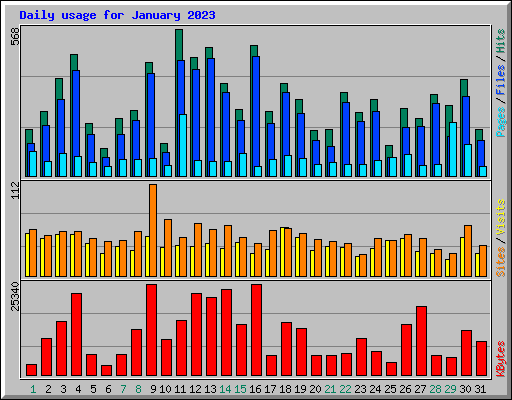 Daily usage for January 2023
568
Pages / Files / Hits
112
Sites / Visits
25340
KBytes
1 2 3 4 5 6 7 8 9 10 11 12 13 14 15 16 17 18 19 20 21 22 23 24 25 26 27 28 29 30 31